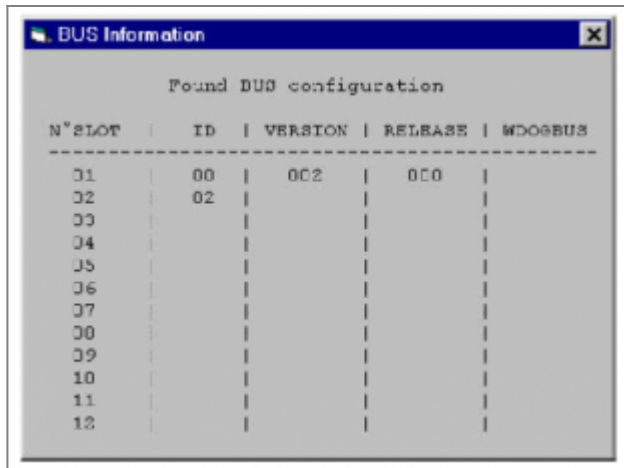 BUS Information
Found BUS configuration
N°SLOT | ID | VERSION | RELEASE | WDOGBUS
--------------------------------------------------
01 | 00 | 002 | 000 |
02 | 02 | | |
03 | | | |
04 | | | |
05 | | | |
06 | | | |
07 | | | |
08 | | | |
09 | | | |
10 | | | |
11 | | | |
12 | | | |